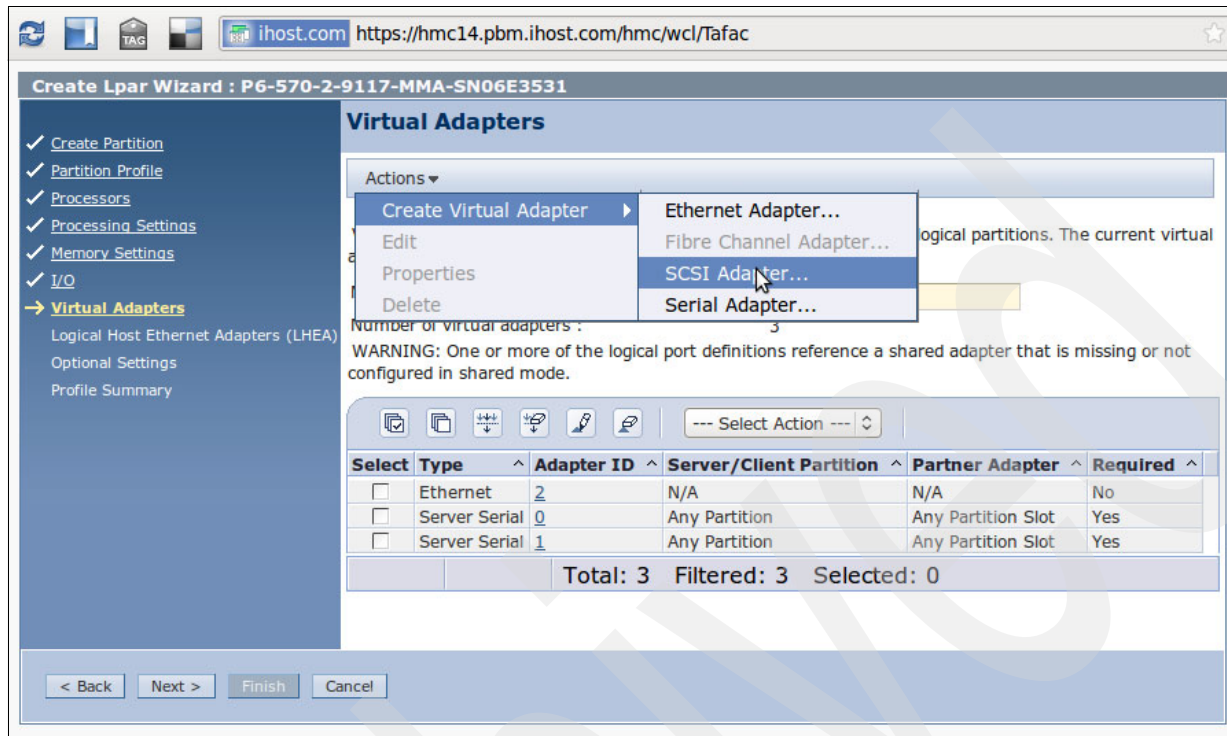 TAG
ihost.com https://hmc14.pbm.ihost.com/hmc/wcl/Tafac
Create Lpar Wizard : P6-570-2-9117-MMA-SN06E3531
Create Partition
Partition Profile
Processors
Processing Settings
Memory Settings
I/O
Virtual Adapters
Logical Host Ethernet Adapters (LHEA)
Optional Settings
Profile Summary
Virtual Adapters
Actions
Create Virtual Adapter
Edit
Properties
Delete
Ethernet Adapter...
Fibre Channel Adapter...
SCSI Adapter...
Serial Adapter...
logical partitions. The current virtual
Number of virtual adapters : 3
WARNING: One or more of the logical port definitions reference a shared adapter that is missing or not
configured in shared mode.
--- Select Action ---
Select Type ^ Adapter ID ^ Server/Client Partition ^ Partner Adapter ^ Required ^
Ethernet 2 N/A N/A No
Server Serial 0 Any Partition Any Partition Slot Yes
Server Serial 1 Any Partition Any Partition Slot Yes
Total: 3 Filtered: 3 Selected: 0
< Back Next > Finish Cancel